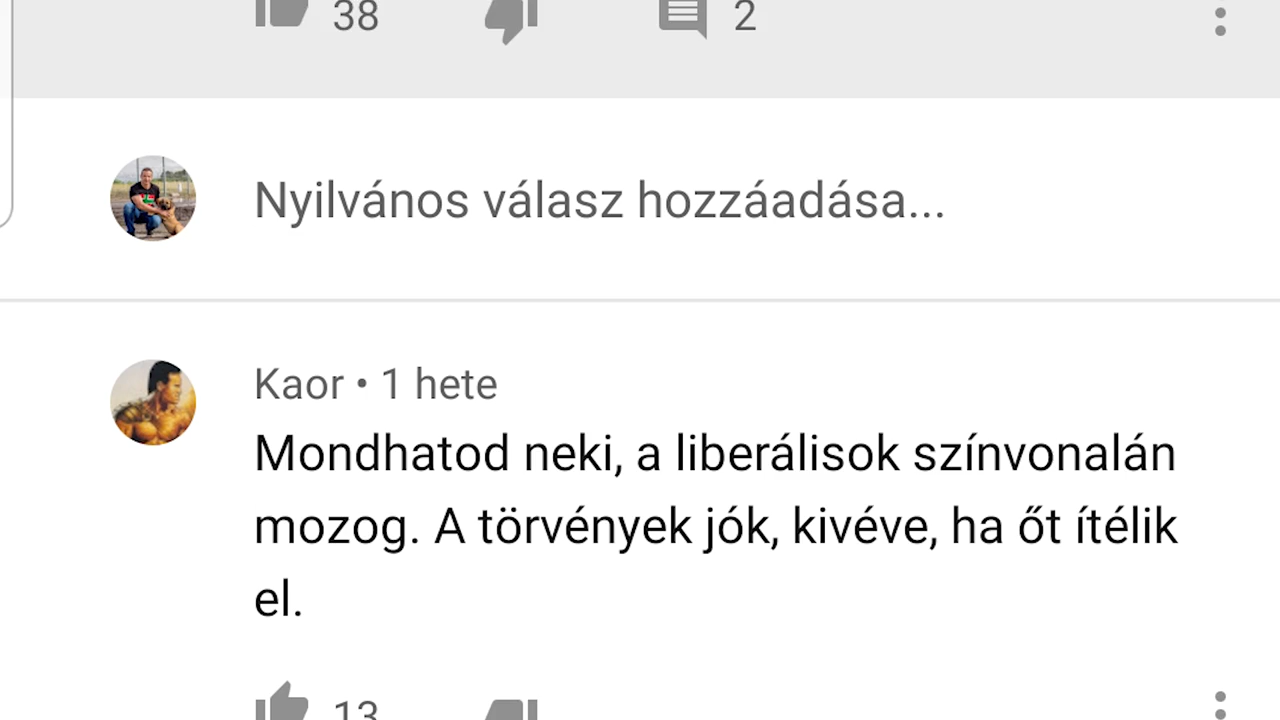 38 2
Nyilvános válasz hozzáadása...
Kaor • 1 hete
Mondhatod neki, a liberálisok színvonalán
mozog. A törvények jók, kivéve, ha őt ítélik
el.
13